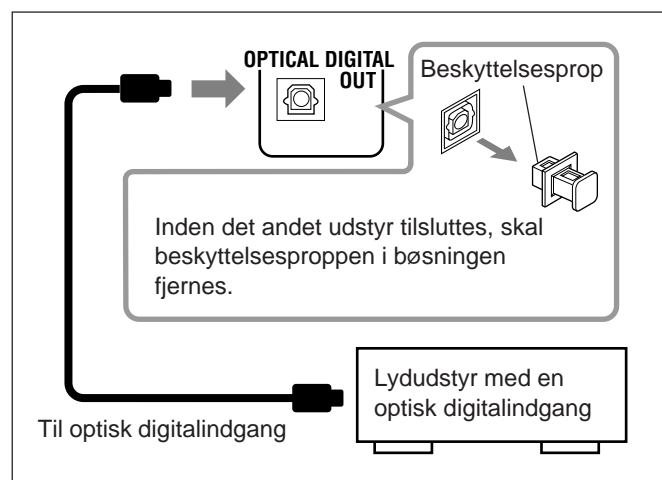 OPTICAL DIGITAL
OUT
Beskyttelsesprop
Inden det andet udstyr tilsluttes, skal
beskyttelsesproppen i bøsningen
fjernes.
Lydudstyr med en
optisk digitalindgang
Til optisk digitalindgang